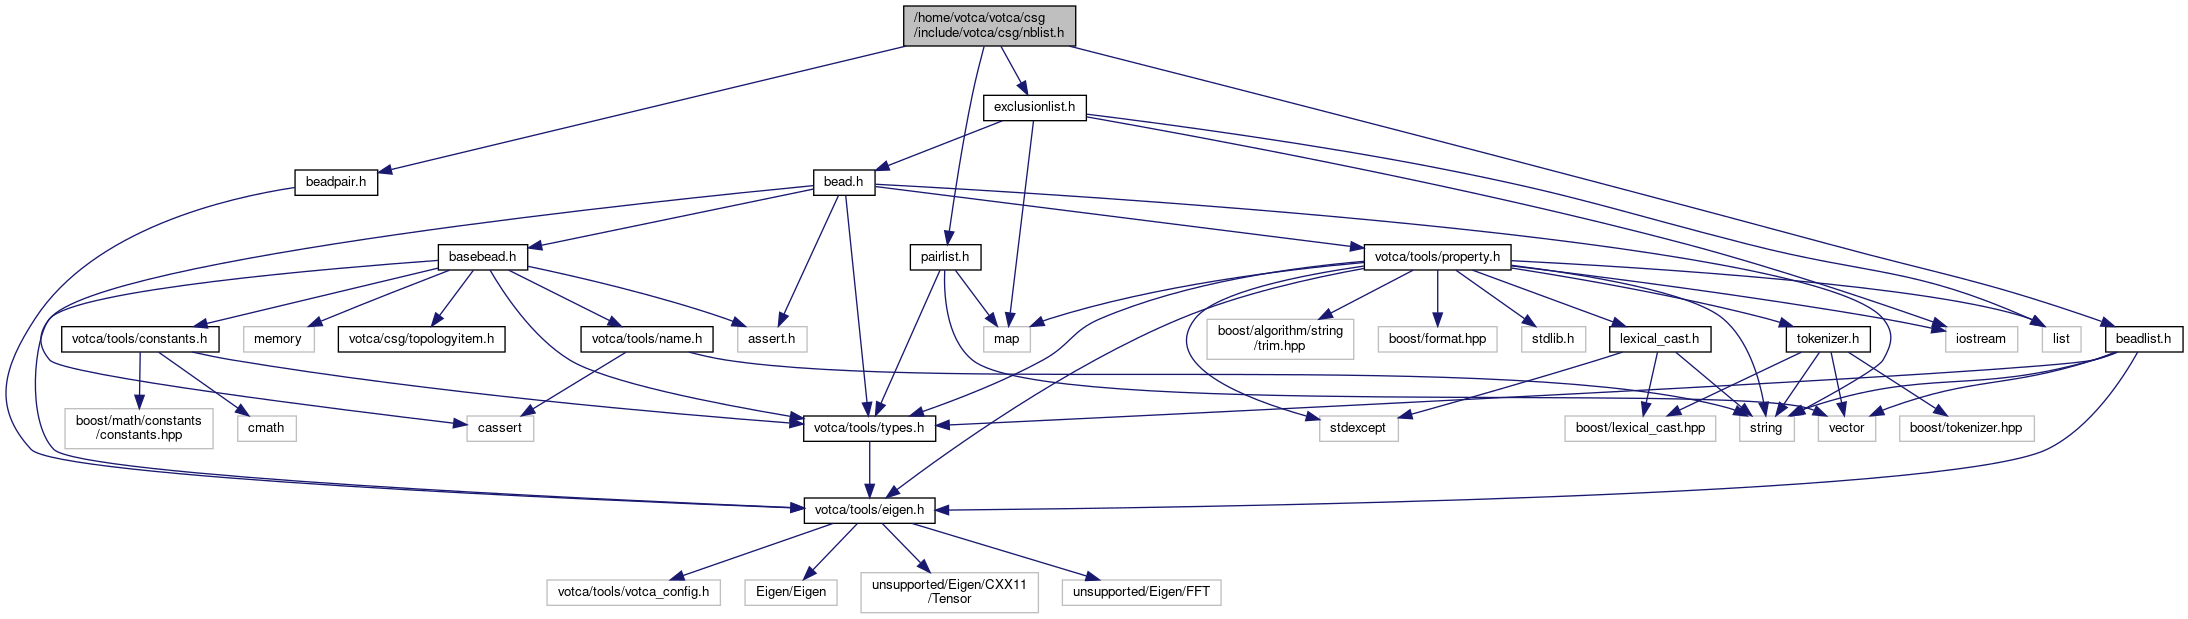 /home/votca/votca/csg
/include/votca/csg/nblist.h
exclusionlist.h
beadpair.h
bead.h
basebead.h
pairlist.h
votca/tools/property.h
votca/tools/constants.h
memory
votca/csg/topologyitem.h
votca/tools/name.h
assert.h
map
boost/algorithm/string
/trim.hpp
boost/format.hpp
stdlib.h
lexical_cast.h
tokenizer.h
iostream
list
beadlist.h
boost/math/constants
/constants.hpp
cmath
cassert
votca/tools/types.h
stdexcept
boost/lexical_cast.hpp
string
vector
boost/tokenizer.hpp
votca/tools/eigen.h
votca/tools/votca_config.h
Eigen/Eigen
unsupported/Eigen/CXX11
/Tensor
unsupported/Eigen/FFT